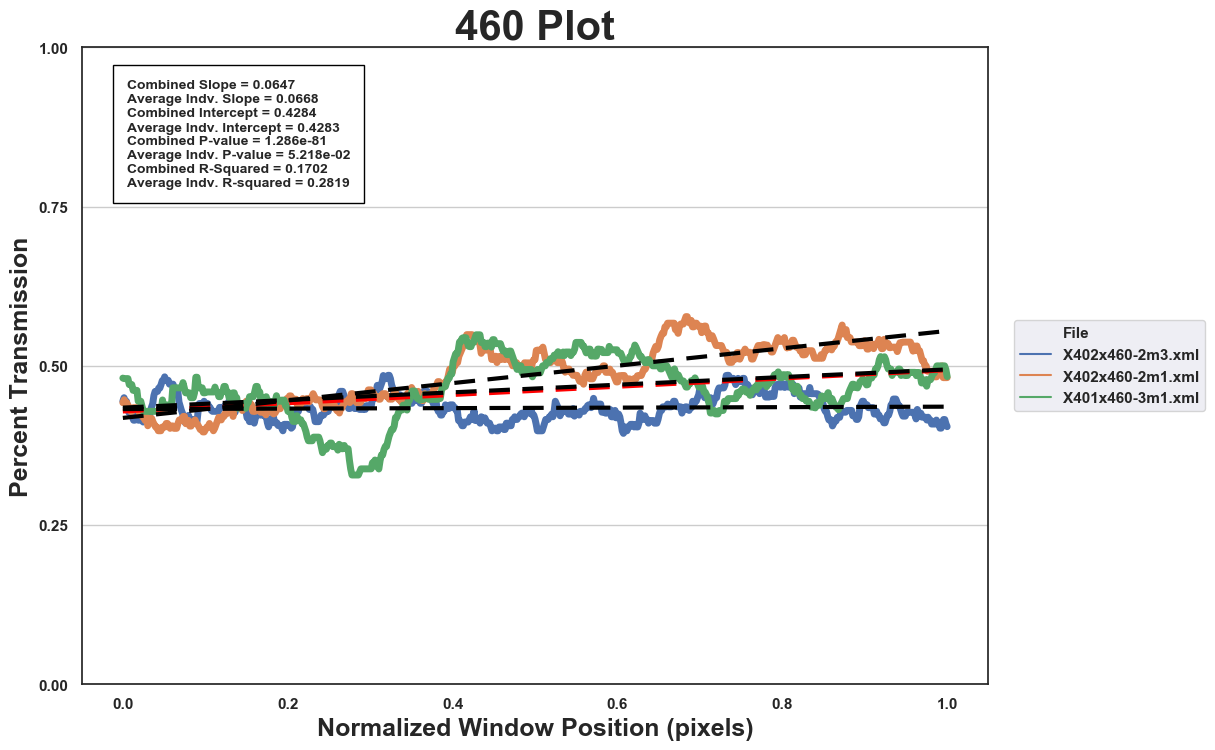 460 Plot
1.00
Combined Slope = 0.0647
Average Indv. Slope = 0.0668
Combined Intercept = 0.4284
Average Indv. Intercept = 0.4283
Combined P-value = 1.286e-81
Average Indv. P-value = 5.218e-02
Combined R-Squared = 0.1702
Average Indv. R-squared = 0.2819
0.75
0.50
0.25
0.00
Percent Transmission
0.0 0.2 0.4 0.6 0.8 1.0
Normalized Window Position (pixels)
File
X402x460-2m3.xml
X402x460-2m1.xml
X401x460-3m1.xml